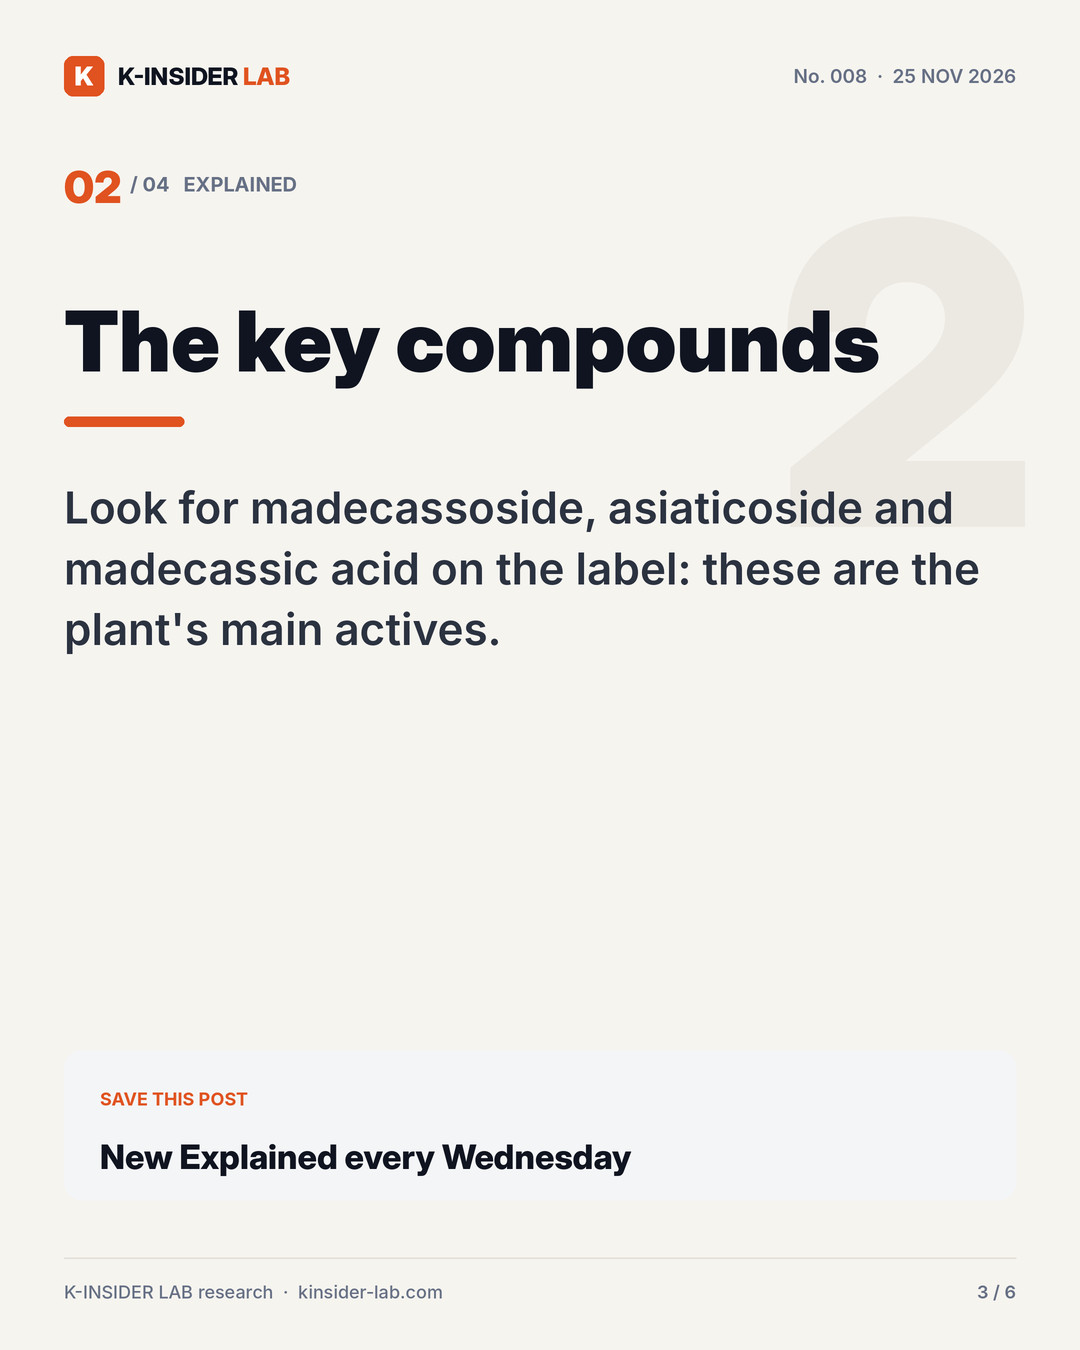 K K-INSIDER LAB
No. 008 · 25 NOV 2026
02 / 04 EXPLAINED
2
The key compounds
Look for madecassoside, asiaticoside and
madecassic acid on the label: these are the
plant's main actives.
SAVE THIS POST
New Explained every Wednesday
K-INSIDER LAB research · kinsider-lab.com
3 / 6